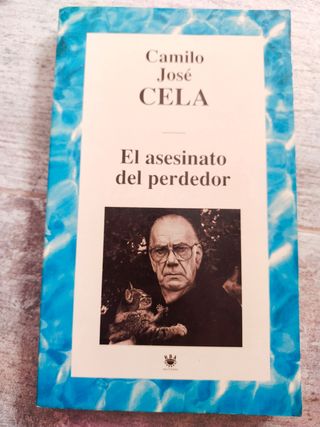 Camilo
José
CELA
El asesinato
del perdedor